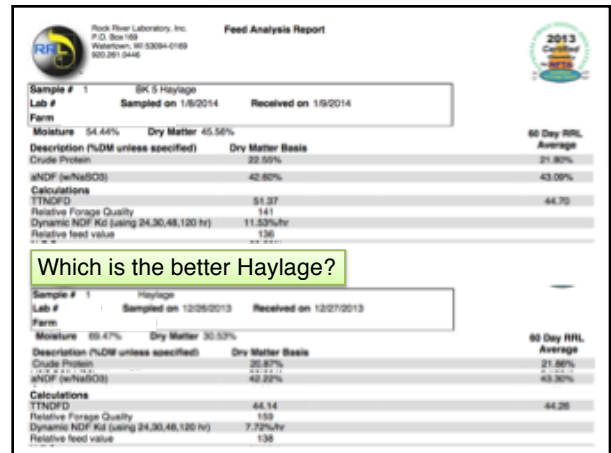 Rock River Laboratory, Inc. Feed Analysis Report
P.O. Box 169
Watertown, WI 53094-0169
920.261.0446
RRL
2013
Certified
NFTA
Sample # 1 BK 5 Haylage
Lab # Sampled on 1/8/2014 Received on 1/9/2014
Farm
Moisture 54.44% Dry Matter 45.56% 60 Day RRL
Description (%DM unless specified) Dry Matter Basis Average
Crude Protein 22.55% 21.80%
aNDF (w/NaSO3) 42.60% 43.09%
Calculations
TTNDFD 51.37 44.70
Relative Forage Quality 141
Dynamic NDF Kd (using 24,30,48,120 hr) 11.53%/hr
Relative feed value 136
Which is the better Haylage?
Sample # 1 Haylage
Lab # Sampled on 12/26/2013 Received on 12/27/2013
Farm
Moisture 69.47% Dry Matter 30.53% 60 Day RRL
Description (%DM unless specified) Dry Matter Basis Average
Crude Protein 20.87% 21.86%
aNDF (w/NaSO3) 42.22% 43.30%
Calculations
TTNDFD 44.14 44.26
Relative Forage Quality 159
Dynamic NDF Kd (using 24,30,48,120 hr) 7.72%/hr
Relative feed value 138